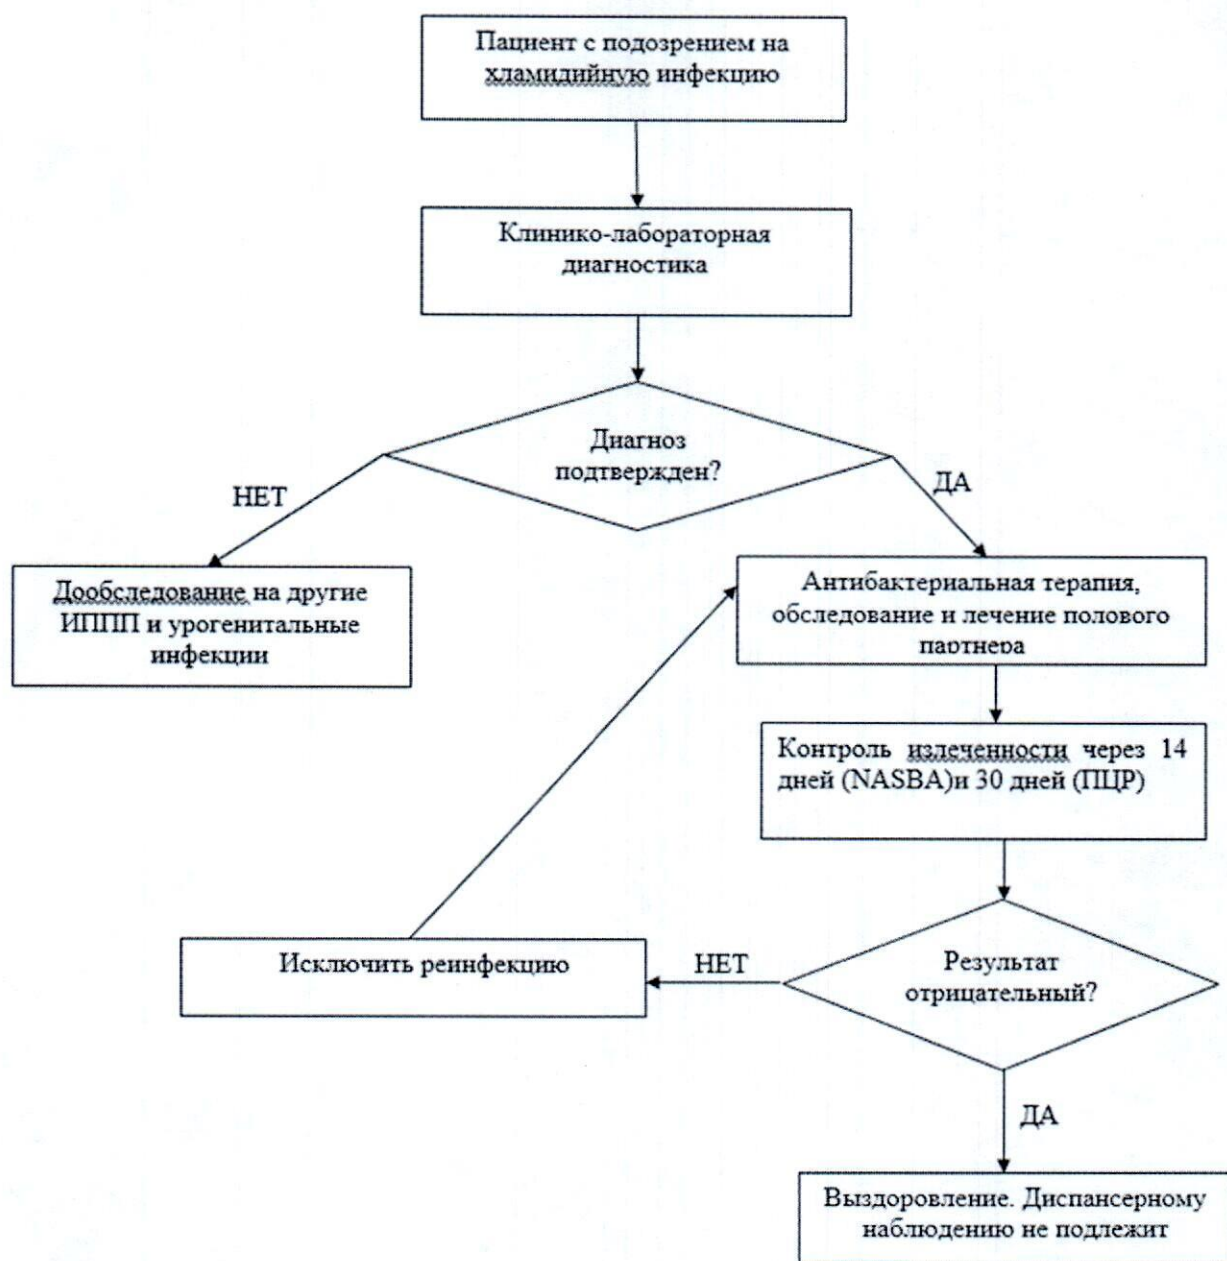 Пациент с подозрением на
хламидийную инфекцию
Клинико-лабораторная
диагностика
Диагноз
подтвержден?
НЕТ
ДА
Дообследование на другие
ИППП и урогенитальные
инфекции
Антибактериальная терапия,
обследование и лечение полового
партнера
Контроль излеченности через 14
дней (NASBA)и 30 дней (ПЦР)
Исключить реинфекцию
НЕТ
Результат
отрицательный?
ДА
Выздоровление. Диспансерному
наблюдению не подлежит